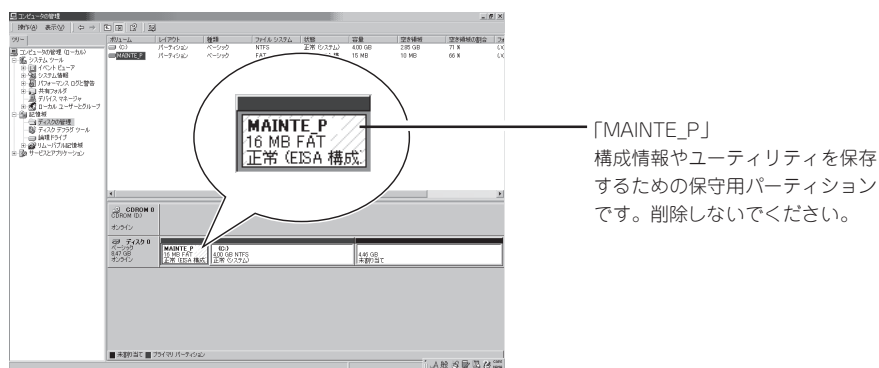 コンピュータの管理
操作(A) 表示(V)
ツリー
コンピュータの管理 (ローカル)
システム ツール
イベント ビューア
システム情報
パフォーマンス ログと警告
共有フォルダ
デバイス マネージャ
ローカル ユーザーとグループ
記憶域
ディスクの管理
ディスク デフラグ ツール
論理ドライブ
リムーバブル記憶域
サービスとアプリケーション
ボリューム レイアウト 種類 ファイル システム 状態 容量 空き領域 空き領域の割合
(C:) パーティション ベーシック NTFS 正常 (システム) 4.00 GB 2.85 GB 71 %
MAINTE_P パーティション ベーシック FAT 16 MB 10 MB 66 %
MAINTE_P
16 MB FAT
正常 (EISA 構成
「MAINTE_P」
構成情報やユーティリティを保存
するための保守用パーティション
です。削除しないでください。
CDROM 0
CDROM (D:)
オンライン
ディスク 0
ベーシック
8.47 GB
オンライン
MAINTE_P
16 MB FAT
正常 (EISA 構成
(C:)
4.00 GB NTFS
正常 (システム)
4.46 GB
未割り当て
未割り当て プライマリ パーティション
A 般